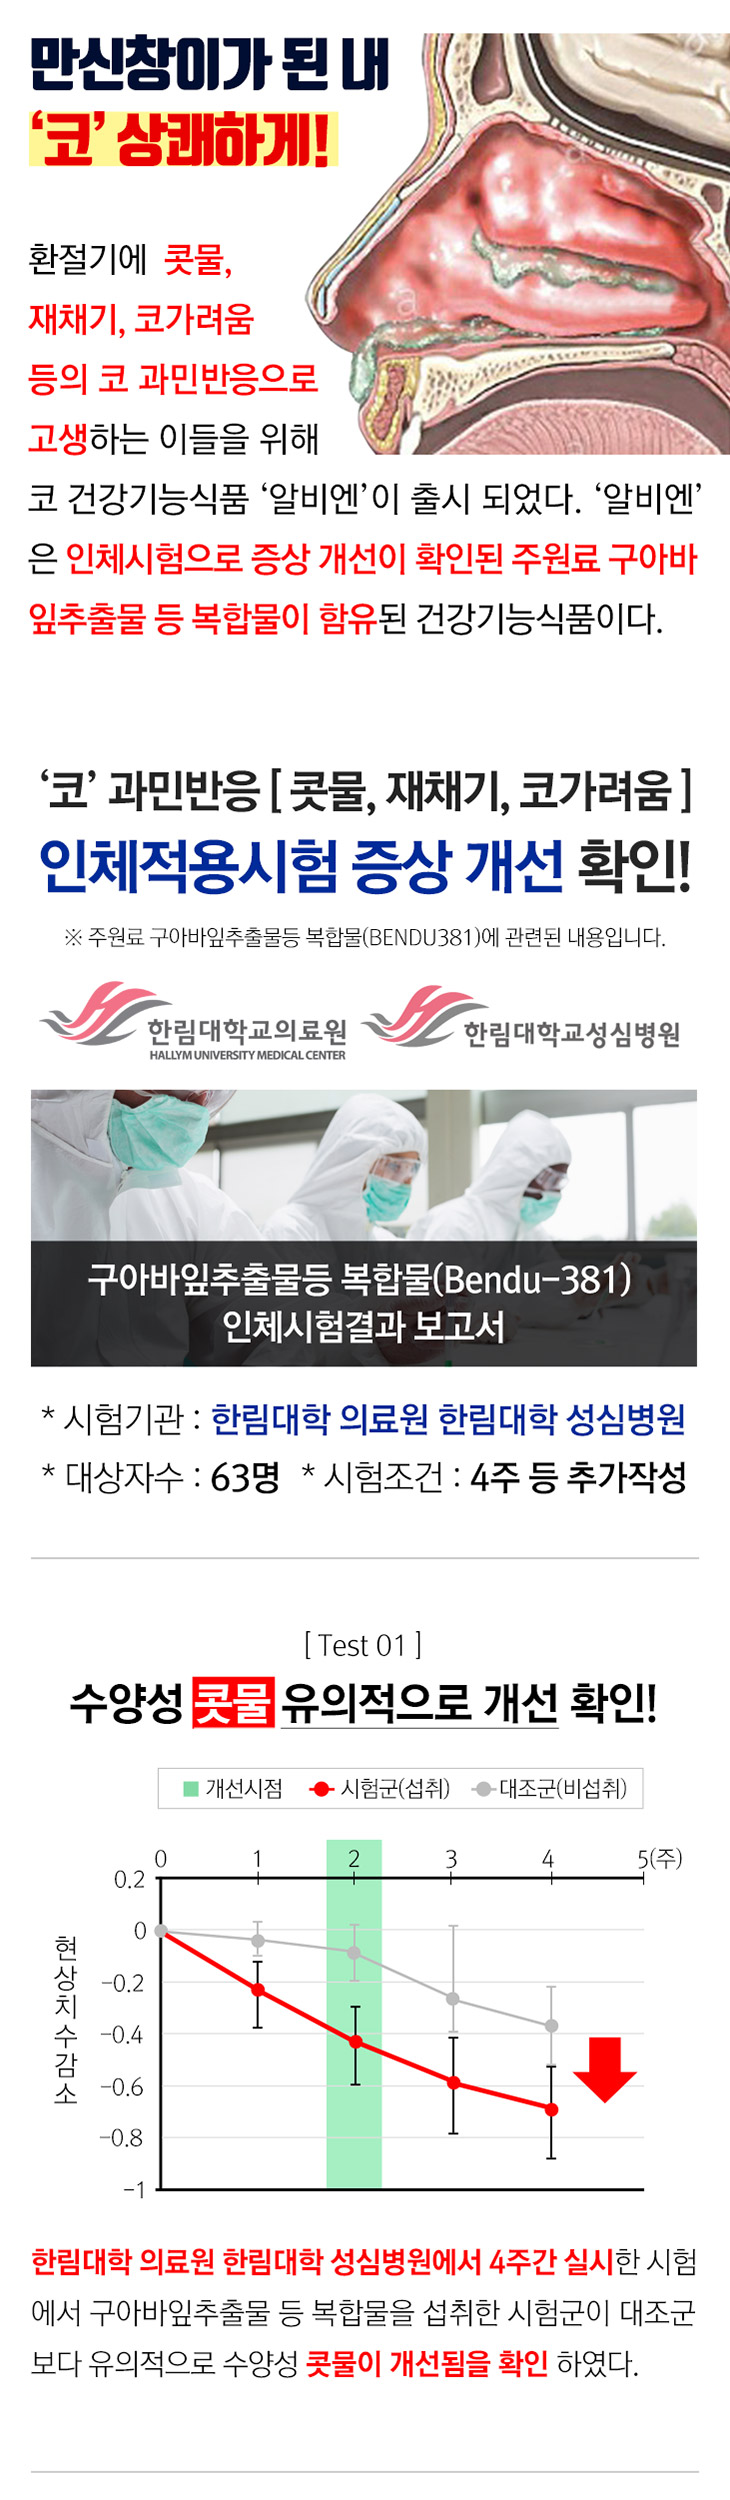 만신창이가 된 내
‘코’ 상쾌하게!
환절기에 콧물,
재채기, 코가려움
등의 코 과민반응으로
고생하는 이들을 위해
코 건강기능식품 ‘알비엔’이 출시 되었다. ‘알비엔’
은 인체시험으로 증상 개선이 확인된 주원료 구아바
잎추출물 등 복합물이 함유된 건강기능식품이다.
‘코’ 과민반응 [ 콧물, 재채기, 코가려움 ]
인체적용시험 증상 개선 확인!
※ 주원료 구아바잎추출물등 복합물(BENDU381)에 관련된 내용입니다.
한림대학교의료원
HALLYM UNIVERSITY MEDICAL CENTER
한림대학교성심병원
구아바잎추출물등 복합물(Bendu-381)
인체시험결과 보고서
* 시험기관 : 한림대학 의료원 한림대학 성심병원
* 대상자수 : 63명 * 시험조건 : 4주 등 추가작성
[ Test 01 ]
수양성 콧물 유의적으로 개선 확인!
개선시점 시험군(섭취) 대조군(비섭취)
0 1 2 3 4 5(주)
0.2
0
-0.2
-0.4
-0.6
-0.8
-1
현상치수감소
한림대학 의료원 한림대학 성심병원에서 4주간 실시한 시험
에서 구아바잎추출물 등 복합물을 섭취한 시험군이 대조군
보다 유의적으로 수양성 콧물이 개선됨을 확인 하였다.